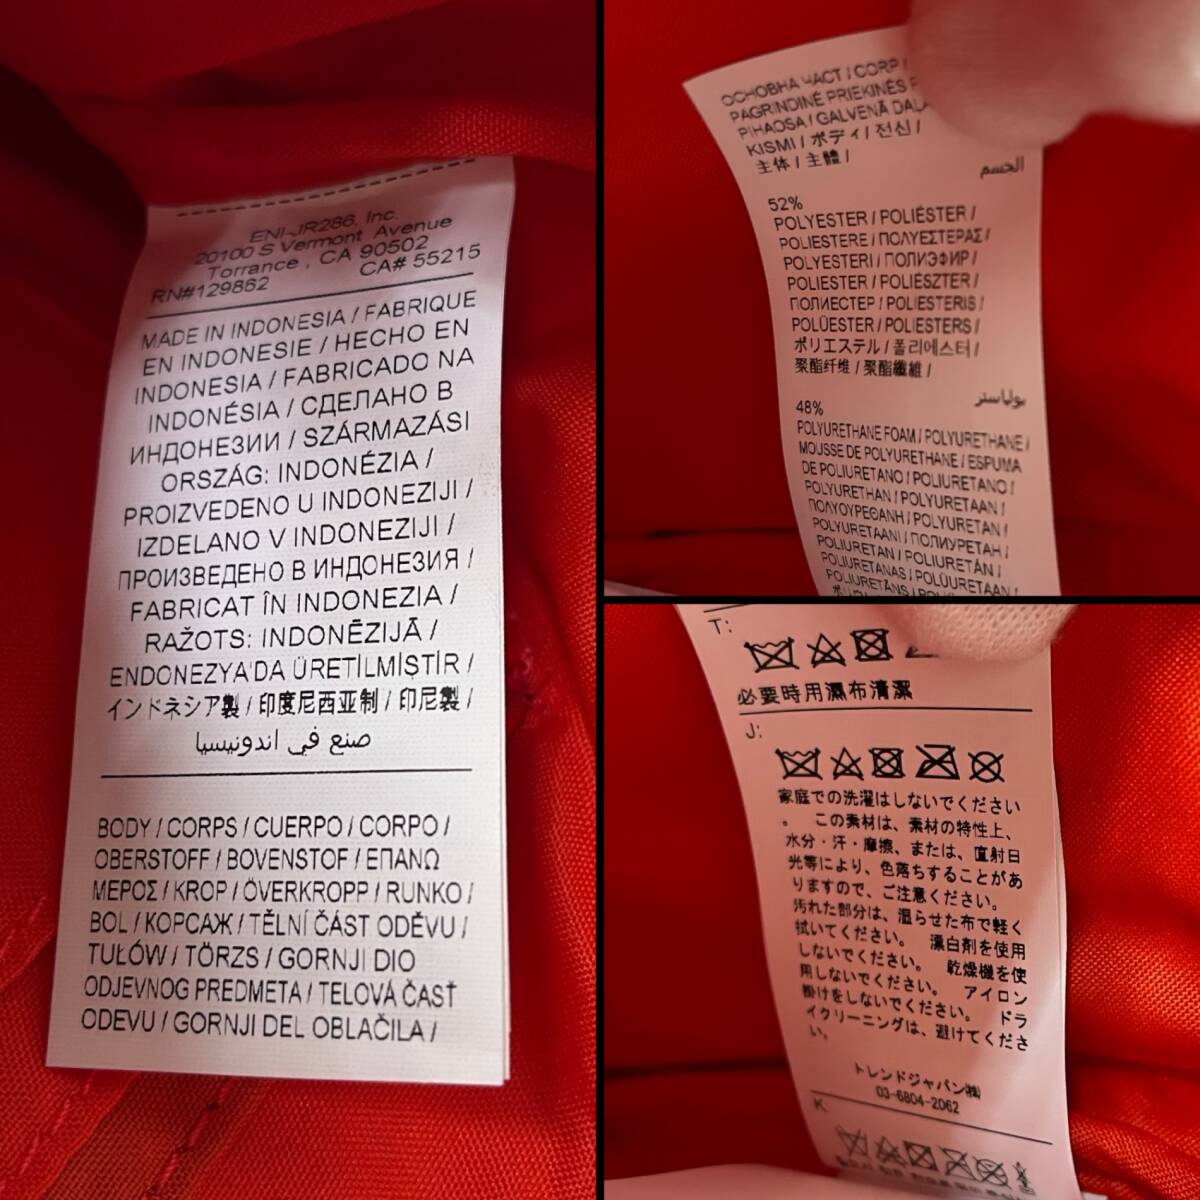 ENI-JR286, Inc.
20100 S Vermont Avenue
Torrance , CA 90502
RN#129862 CA# 55215
MADE IN INDONESIA / FABRIQUE
EN INDONESIE / HECHO EN
INDONESIA / FABRICADO NA
INDONÉSIA / СДЕЛАНО В
ИНДОНЕЗИИ / SZÁRMAZÁSI
ORSZÁG: INDONÉZIA /
PROIZVEDENO U INDONEZIJI /
IZDELANO V INDONEZIJI /
ПРОИЗВЕДЕНО В ИНДОНЕЗИЯ /
FABRICAT ÎN INDONEZIA /
RAŽOTS: INDONĒZIJĀ /
ENDONEZYA'DA ÜRETİLMİŞTİR /
インドネシア製 / 印度尼西亚制 / 印尼製 /
صنع في اندونيسيا
BODY / CORPS / CUERPO / CORPO /
OBERSTOFF / BOVENSTOF / ΕΠΑΝΩ
ΜΕΡΟΣ / KROP / ÖVERKROPP / RUNKO /
BOL / КОРСАЖ / TĚLNÍ ČÁST ODĚVU /
TUŁÓW / TÖRZS / GORNJI DIO
ODJEVNOG PREDMETA / TELOVÁ ČASŤ
ODEVU / GORNJI DEL OBLAČILA /
ОСНОВНА ЧАСТ / CORP /
PAGRINDINĖ PRIEKINĖS
PIHAOSA / GALVENĀ DAĻA
KISMI / ボディ / 전신 /
主体 / 主體 /
الجسم
52%
POLYESTER / POLIÉSTER /
POLIESTERE / ΠΟΛΥΕΣΤΕΡΑΣ /
POLYESTERI / ПОЛИЭФИР /
POLIESTER / POLIÉSZTER /
ПОЛИЕСТЕР / POLIESTERIS /
POLÜESTER / POLIESTERS /
ポリエステル / 폴리에스터 /
聚酯纤维 / 聚酯纖維 /
بولياستر
48%
POLYURETHANE FOAM / POLYURETHANE /
MOUSSE DE POLYURETHANE / ESPUMA
DE POLIURETANO / POLIURETANO /
POLYURETHAN / POLYURETAAN /
ΠΟΛΥΟΥΡΕΘΑΝΗ / POLYURETAN /
POLYURETAANI / ПОЛИУРЕТАН /
POLIURETAN / POLIURETÁN /
POLIURETANAS / POLÜURETAAN /
POLIURETĀNS /
T:
必要時用濕布清潔
J:
家庭での洗濯はしないでください
。 この素材は、素材の特性上、
水分・汗・摩擦、または、直射日
光等により、色落ちすることがあ
りますので、ご注意ください。
汚れた部分は、湿らせた布で軽く
拭いてください。 漂白剤を使用
しないでください。 乾燥機を使
用しないでください。 アイロン
掛けをしないでください。 ドラ
イクリーニングは、避けてくださ
い。
トレンドジャパン㈱
03-6804-2062
K